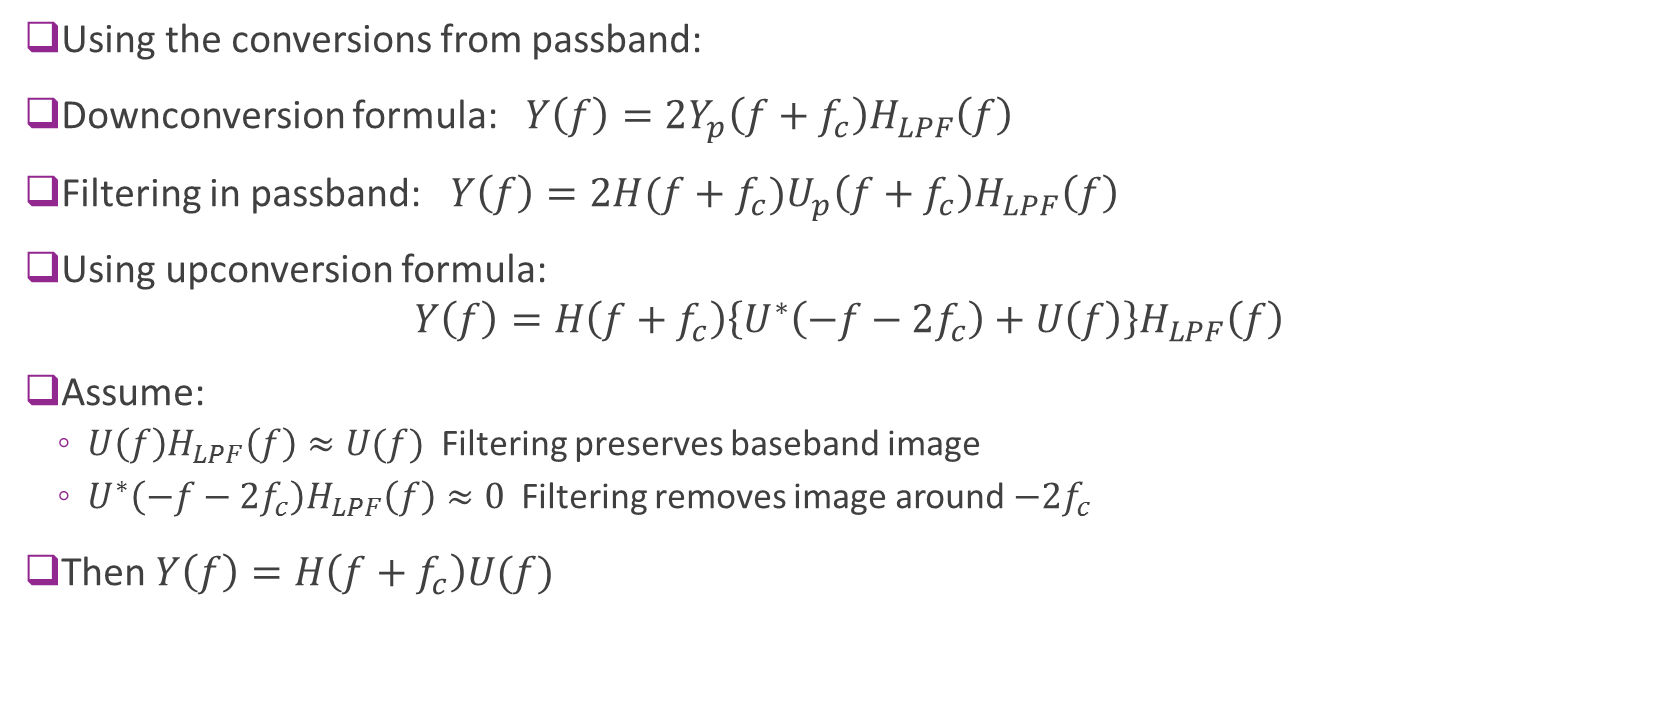 ❑Using the conversions from passband:
❑Downconversion formula: Y(f) = 2Yₚ(f + f_c)H_LPF(f)
❑Filtering in passband: Y(f) = 2H(f + f_c)Uₚ(f + f_c)H_LPF(f)
❑Using upconversion formula:
Y(f) = H(f + f_c){U*(−f − 2f_c) + U(f)}H_LPF(f)
❑Assume:
◦ U(f)H_LPF(f) ≈ U(f) Filtering preserves baseband image
◦ U*(−f − 2f_c)H_LPF(f) ≈ 0 Filtering removes image around −2f_c
❑Then Y(f) = H(f + f_c)U(f)